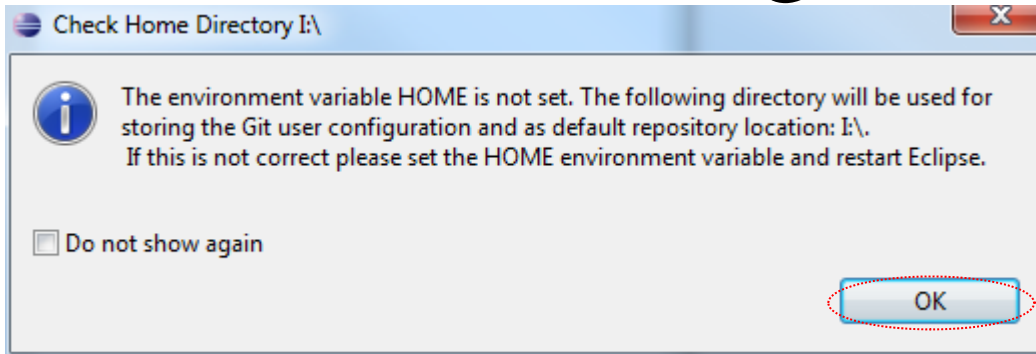 Check Home Directory I:\
The environment variable HOME is not set. The following directory will be used for
storing the Git user configuration and as default repository location: I:\.
If this is not correct please set the HOME environment variable and restart Eclipse.
Do not show again
OK